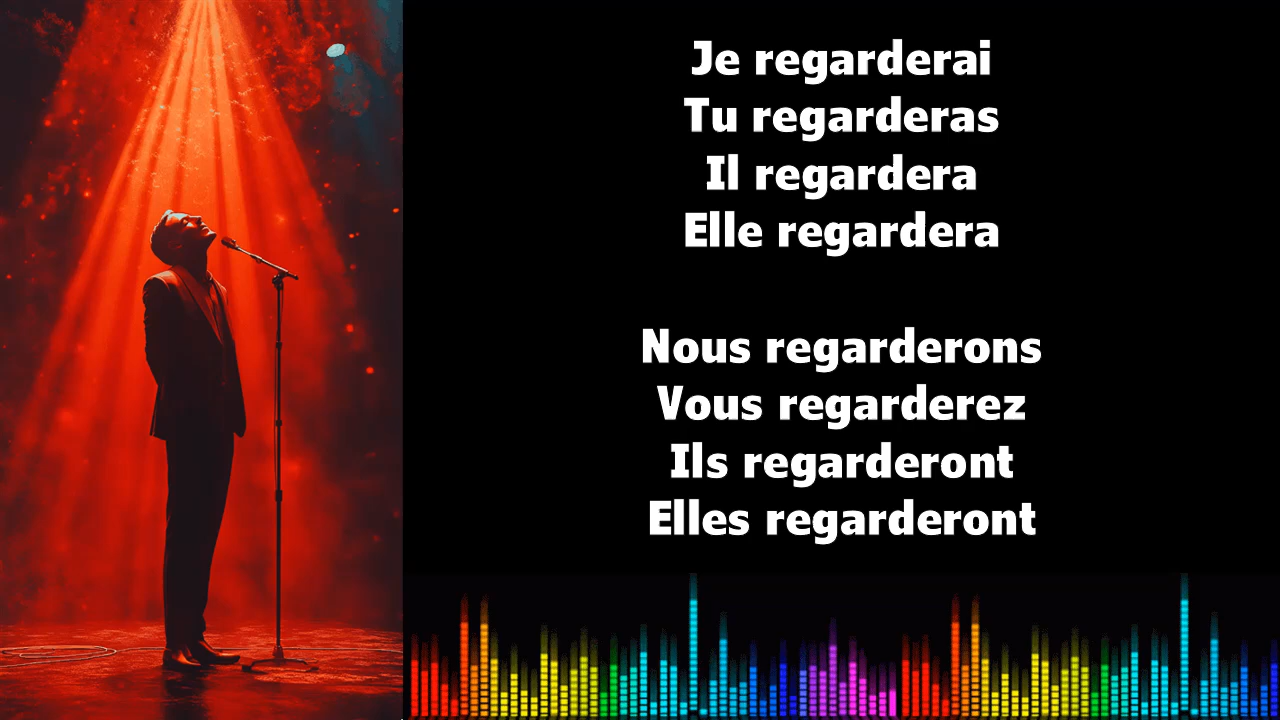 Je regarderai
Tu regarderas
Il regardera
Elle regardera
Nous regarderons
Vous regarderez
Ils regarderont
Elles regarderont